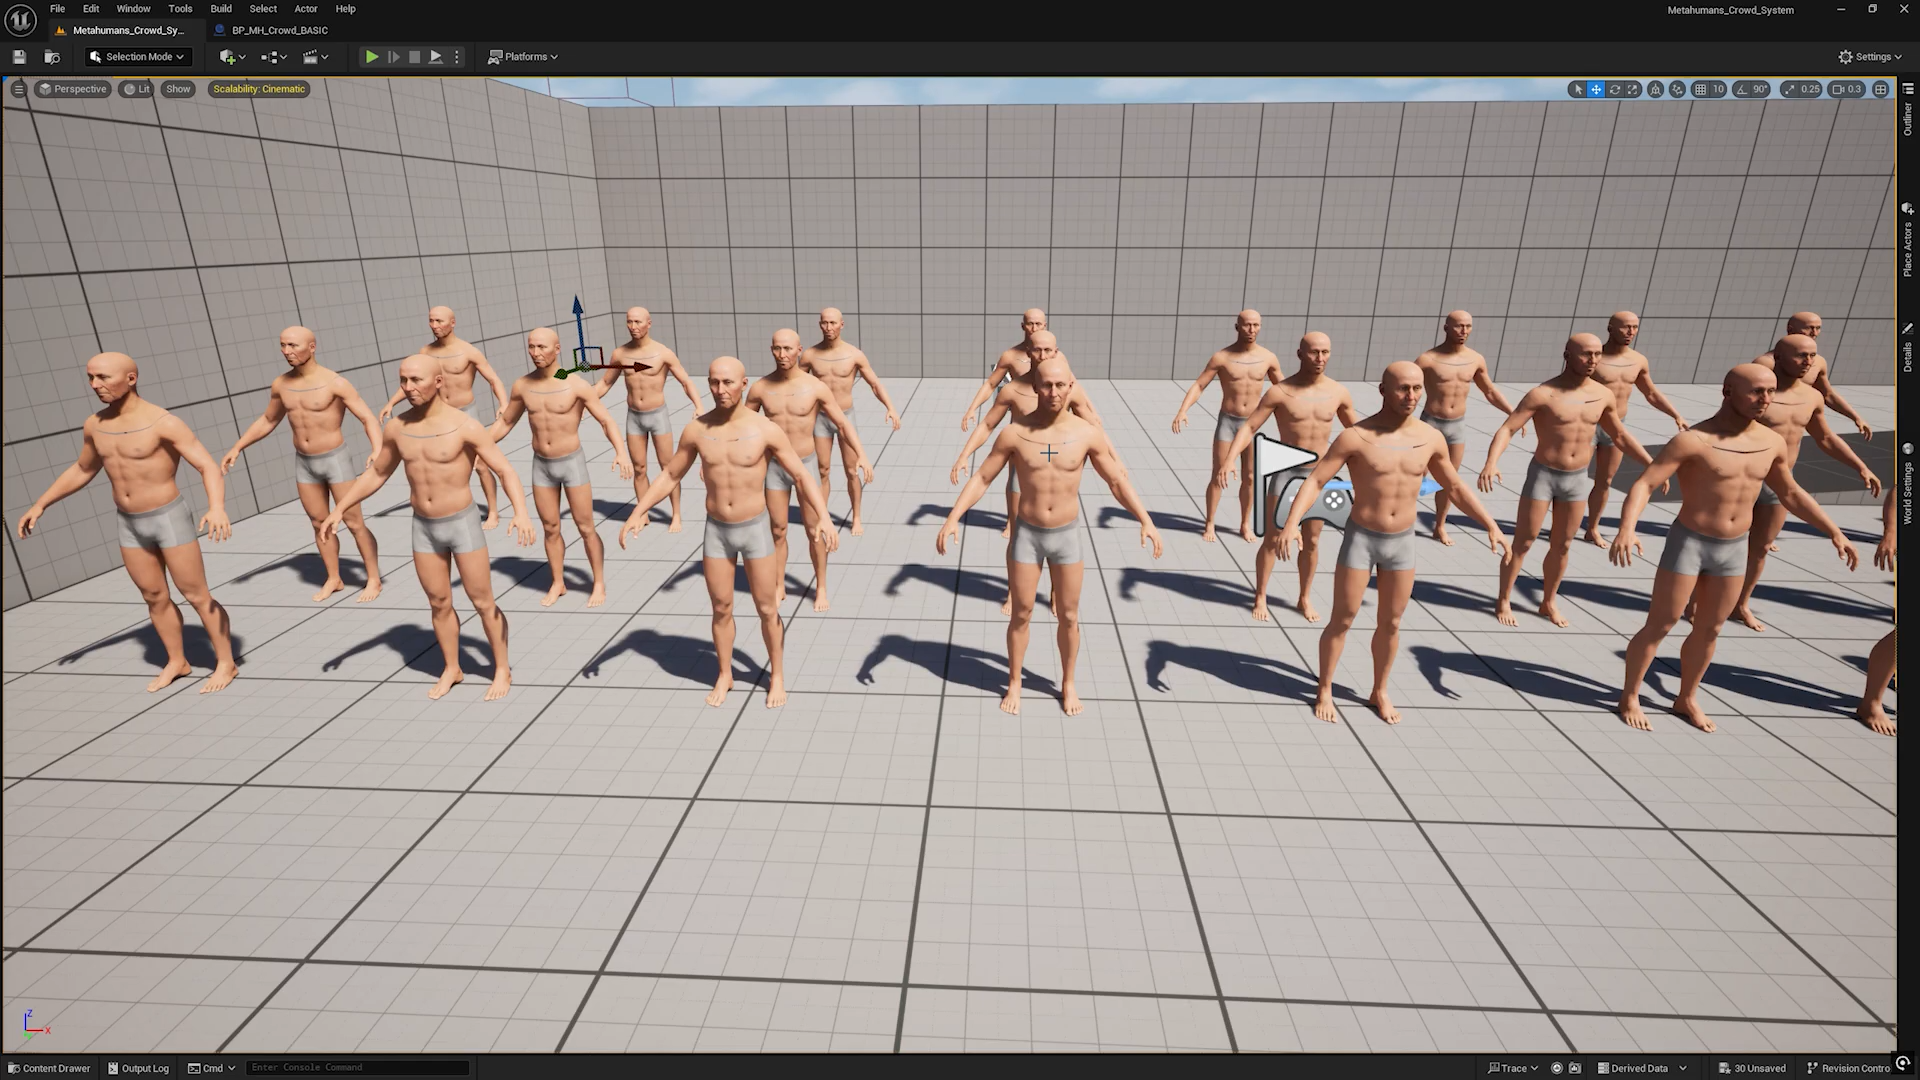 File Edit Window Tools Build Select Actor Help
Metahumans_Crowd_System
Metahumans_Crowd_Sy... BP_MH_Crowd_BASIC
Selection Mode Platforms Settings
Perspective Lit Show Scalability: Cinematic 10 90° 0.25 0.3
Outliner
Place Actors
Details
World Settings
Z
X
Content Drawer Output Log Cmd Enter Console Command Trace Derived Data 30 Unsaved Revision Contro